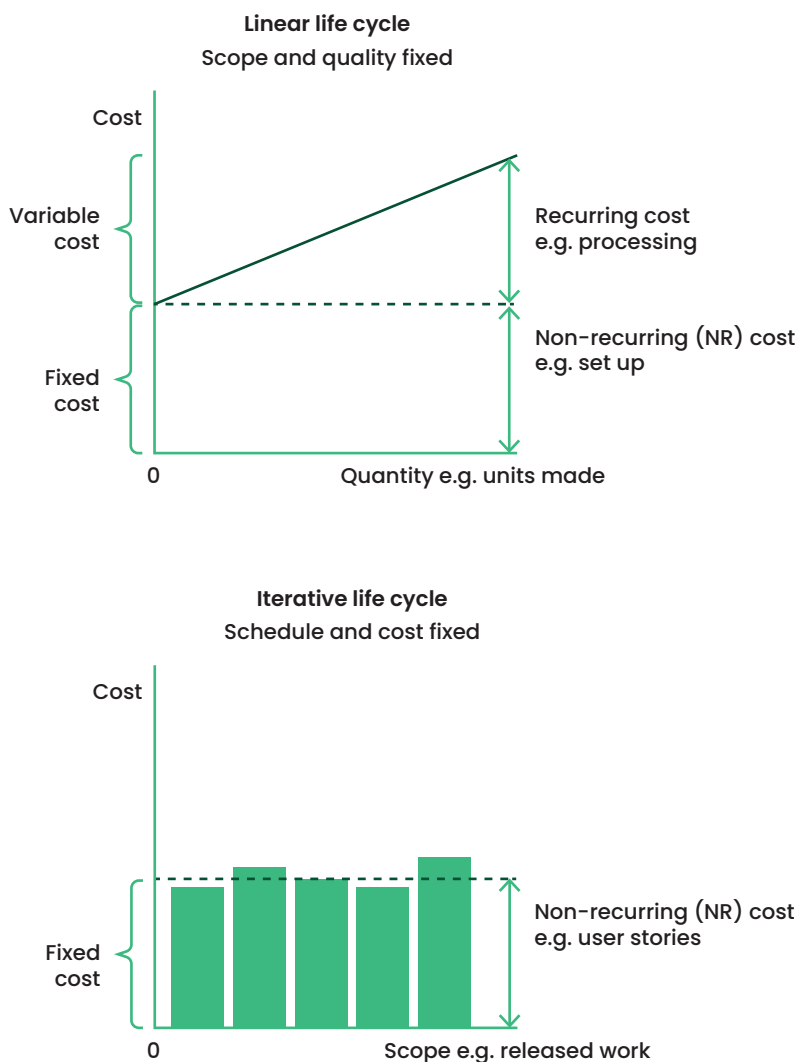 Linear life cycle
Scope and quality fixed
Cost
Variable
cost
Recurring cost
e.g. processing
Fixed
cost
Non-recurring (NR) cost
e.g. set up
0
Quantity e.g. units made
Iterative life cycle
Schedule and cost fixed
Cost
Fixed
cost
Non-recurring (NR) cost
e.g. user stories
0
Scope e.g. released work